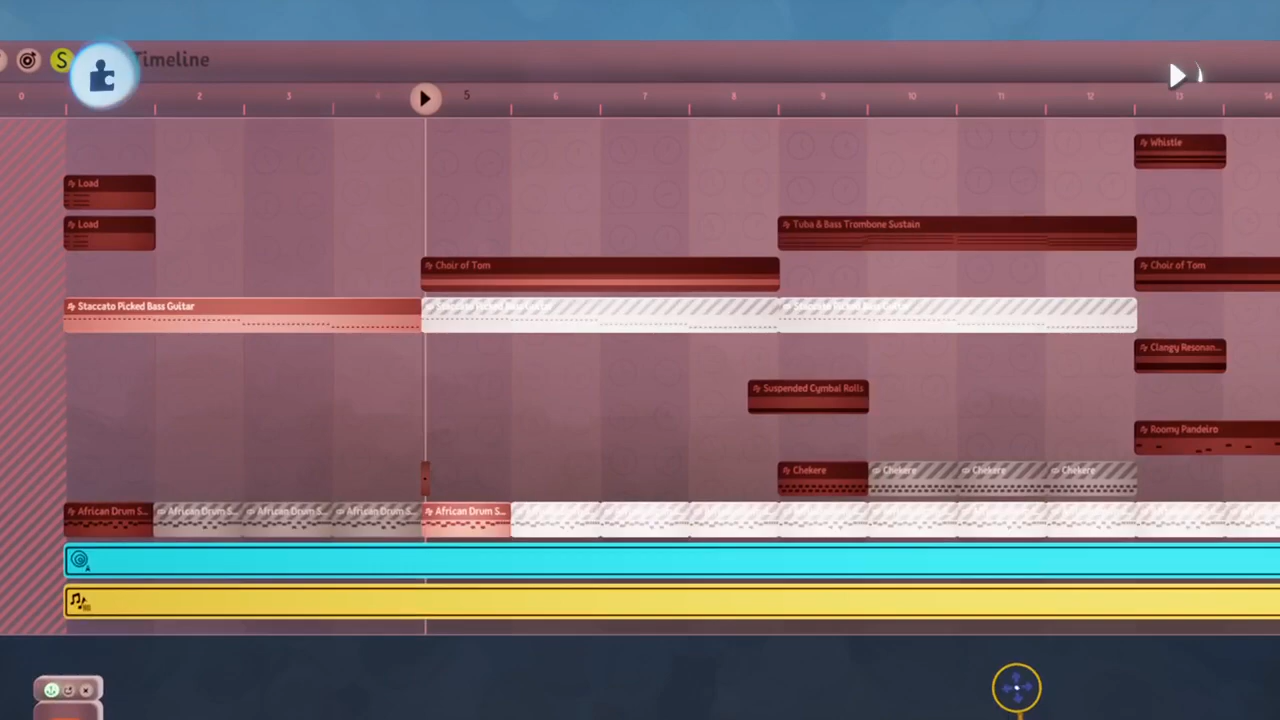 S Timeline
0 2 3 4 5 6 7 8 9 10 11 12 13 14
Whistle
Load
Load
Tuba & Bass Trombone Sustain
Choir of Tom
Choir of Tom
Staccato Picked Bass Guitar
Clangy Resonan...
Suspended Cymbal Rolls
Roomy Pandeiro
Chekere Chekere Chekere Chekere
African Drum S... African Drum S... African Drum S... African Drum S... African Drum S...
A